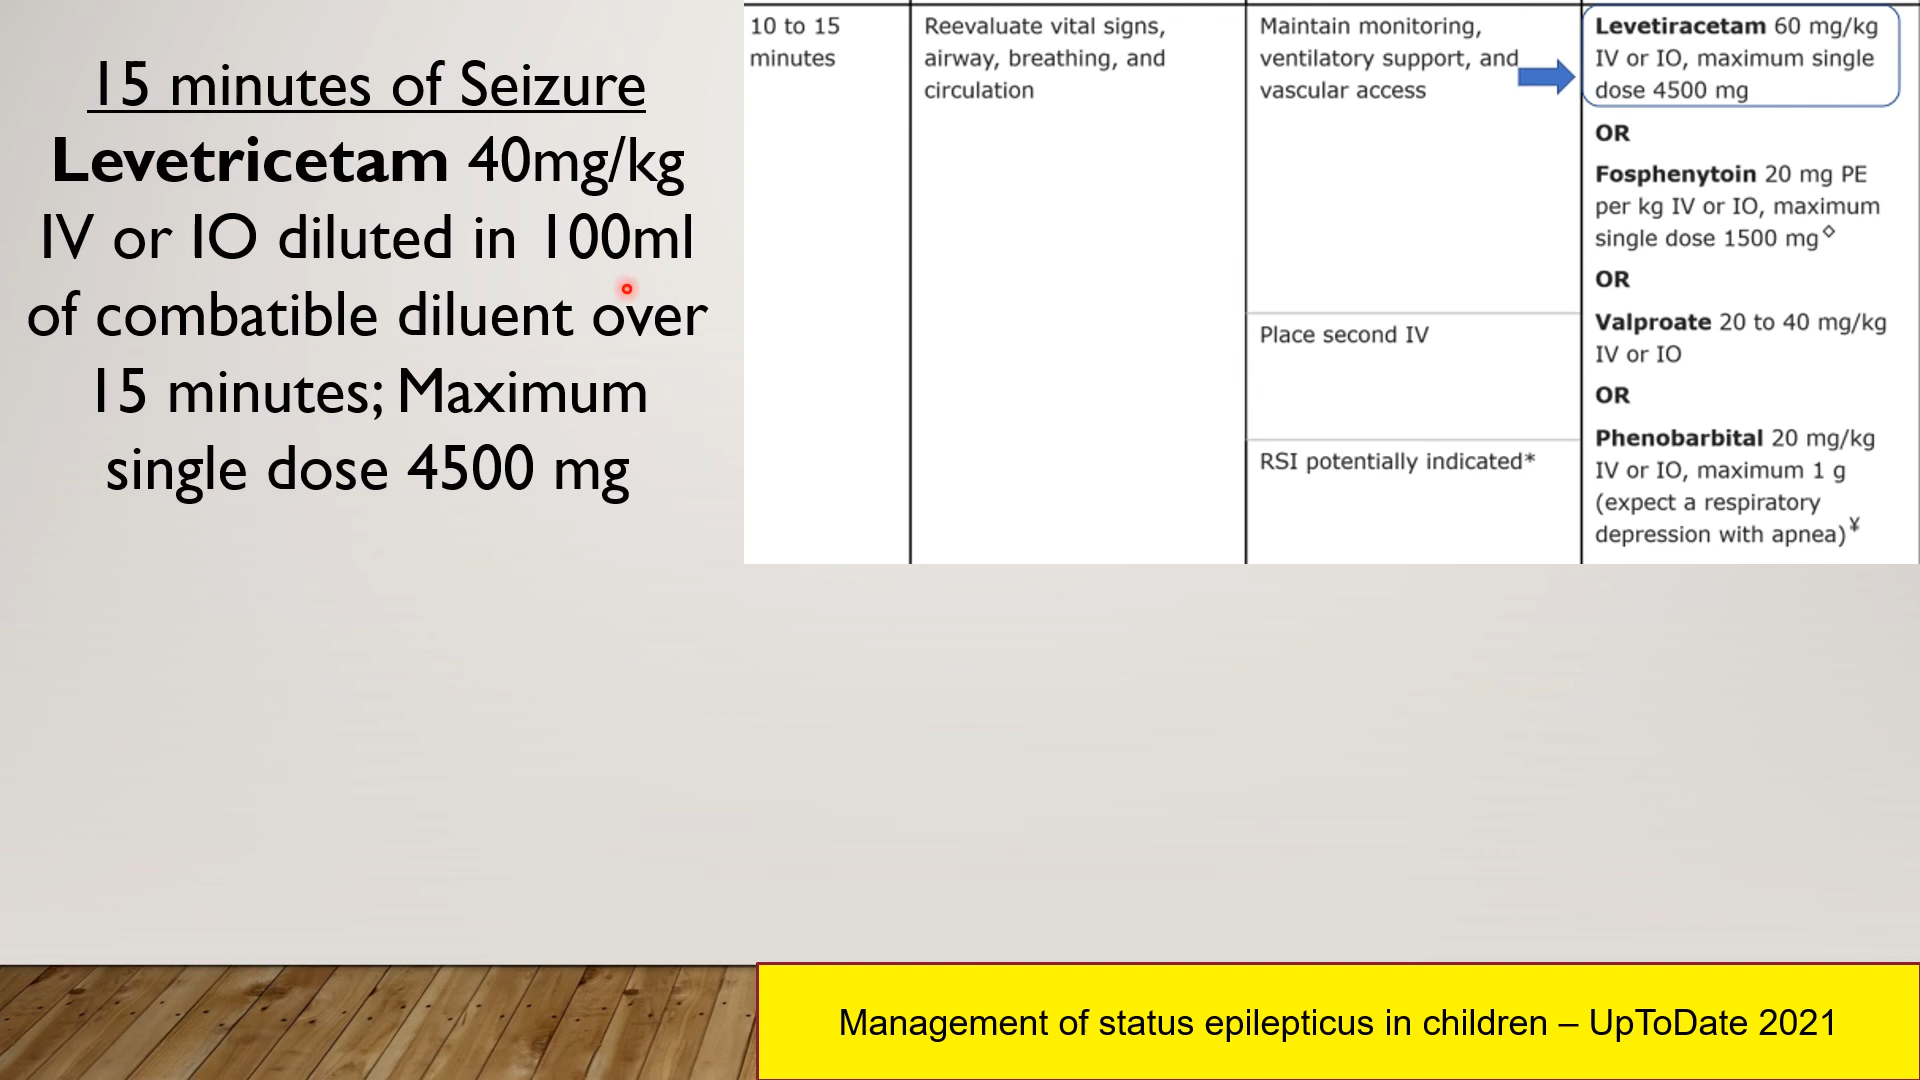 15 minutes of Seizure
Levetricetam 40mg/kg
IV or IO diluted in 100ml
of combatible diluent over
15 minutes; Maximum
single dose 4500 mg
10 to 15
minutes
Reevaluate vital signs,
airway, breathing, and
circulation
Maintain monitoring,
ventilatory support, and
vascular access
Place second IV
RSI potentially indicated*
Levetiracetam 60 mg/kg
IV or IO, maximum single
dose 4500 mg
OR
Fosphenytoin 20 mg PE
per kg IV or IO, maximum
single dose 1500 mg◊
OR
Valproate 20 to 40 mg/kg
IV or IO
OR
Phenobarbital 20 mg/kg
IV or IO, maximum 1 g
(expect a respiratory
depression with apnea)¥
Management of status epilepticus in children – UpToDate 2021